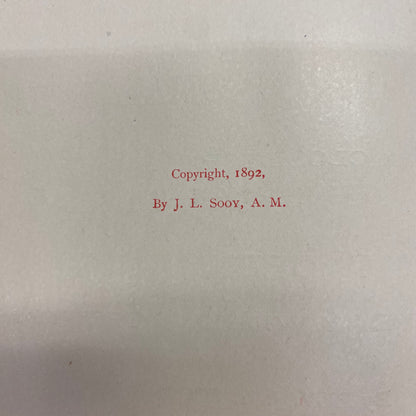 Copyright, 1892,
By J. L. Sooy, A. M.